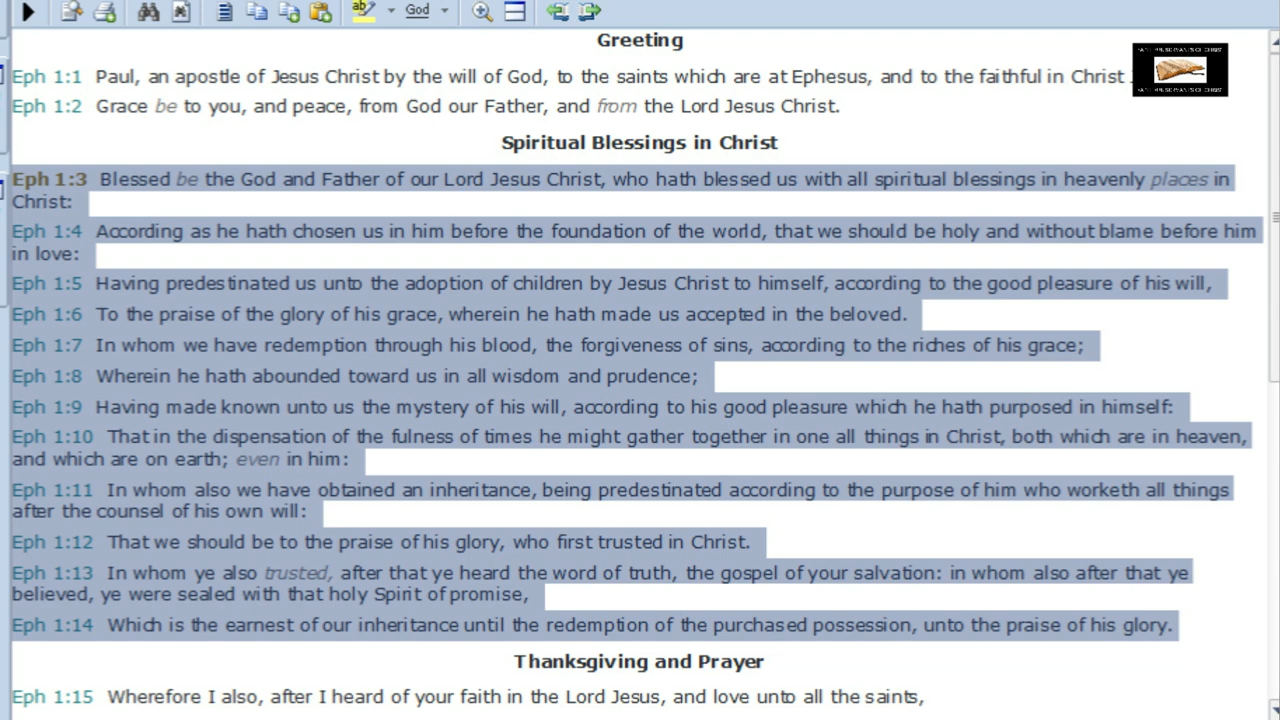 God
Greeting
Eph 1:1 Paul, an apostle of Jesus Christ by the will of God, to the saints which are at Ephesus, and to the faithful in Christ
Eph 1:2 Grace be to you, and peace, from God our Father, and from the Lord Jesus Christ.
Spiritual Blessings in Christ
Eph 1:3 Blessed be the God and Father of our Lord Jesus Christ, who hath blessed us with all spiritual blessings in heavenly places in
Christ:
Eph 1:4 According as he hath chosen us in him before the foundation of the world, that we should be holy and without blame before him
in love:
Eph 1:5 Having predestinated us unto the adoption of children by Jesus Christ to himself, according to the good pleasure of his will,
Eph 1:6 To the praise of the glory of his grace, wherein he hath made us accepted in the beloved.
Eph 1:7 In whom we have redemption through his blood, the forgiveness of sins, according to the riches of his grace;
Eph 1:8 Wherein he hath abounded toward us in all wisdom and prudence;
Eph 1:9 Having made known unto us the mystery of his will, according to his good pleasure which he hath purposed in himself:
Eph 1:10 That in the dispensation of the fulness of times he might gather together in one all things in Christ, both which are in heaven,
and which are on earth; even in him:
Eph 1:11 In whom also we have obtained an inheritance, being predestinated according to the purpose of him who worketh all things
after the counsel of his own will:
Eph 1:12 That we should be to the praise of his glory, who first trusted in Christ.
Eph 1:13 In whom ye also trusted, after that ye heard the word of truth, the gospel of your salvation: in whom also after that ye
believed, ye were sealed with that holy Spirit of promise,
Eph 1:14 Which is the earnest of our inheritance until the redemption of the purchased possession, unto the praise of his glory.
Thanksgiving and Prayer
Eph 1:15 Wherefore I also, after I heard of your faith in the Lord Jesus, and love unto all the saints,